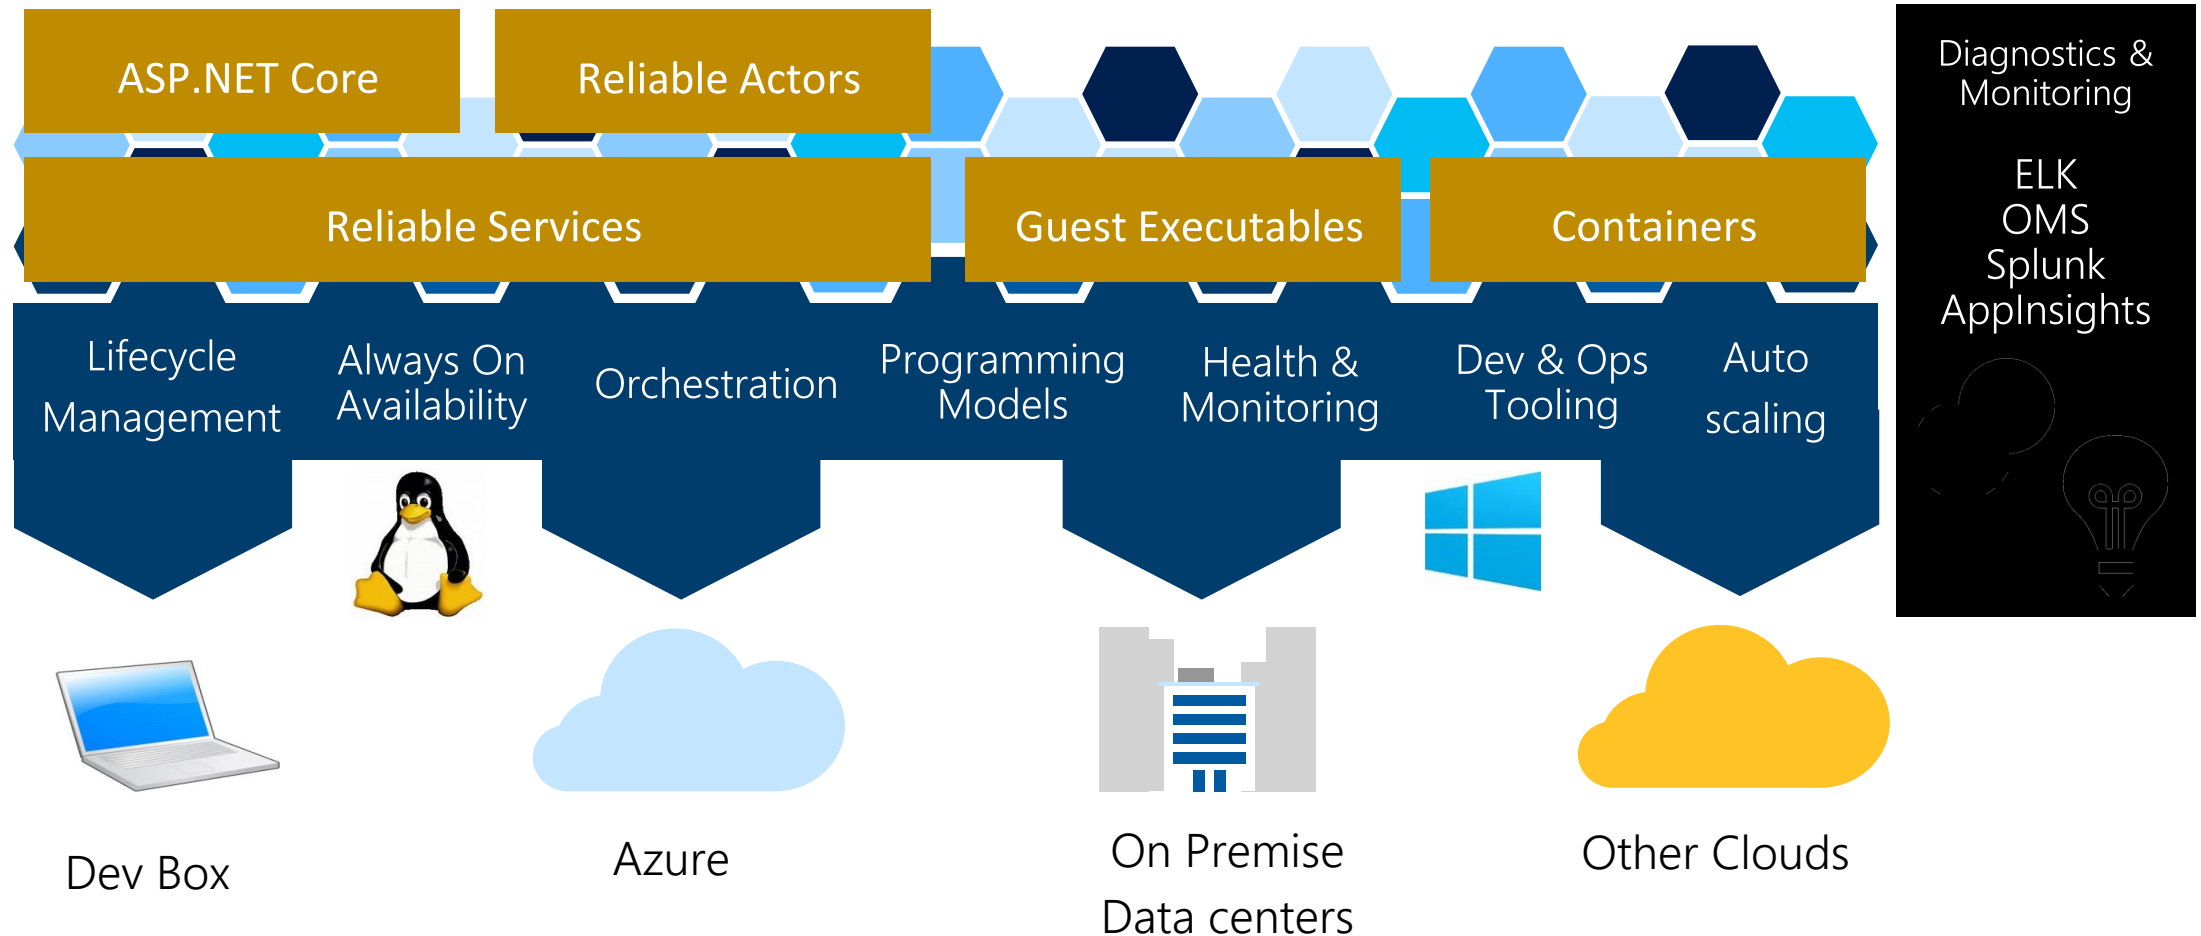 ASP.NET Core
Reliable Actors
Reliable Services
Guest Executables
Containers
Lifecycle
Management
Always On
Availability
Orchestration
Programming
Models
Health &
Monitoring
Dev & Ops
Tooling
Auto
scaling
Diagnostics &
Monitoring
ELK
OMS
Splunk
AppInsights
Dev Box
Azure
On Premise
Data centers
Other Clouds